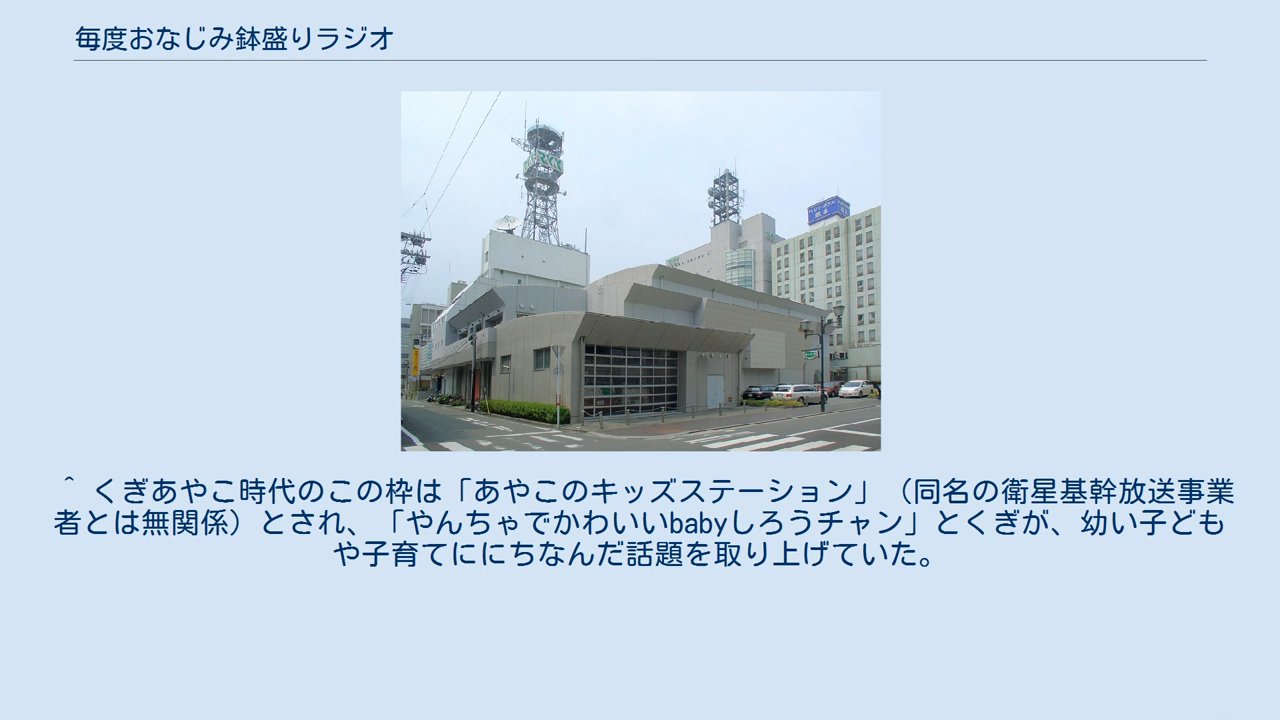 毎度おなじみ鉢盛りラジオ
^ くぎあやこ時代のこの枠は「あやこのキッズステーション」（同名の衛星基幹放送事業
者とは無関係）とされ、「やんちゃでかわいいbabyしろうチャン」とくぎが、幼い子ども
や子育てににちなんだ話題を取り上げていた。